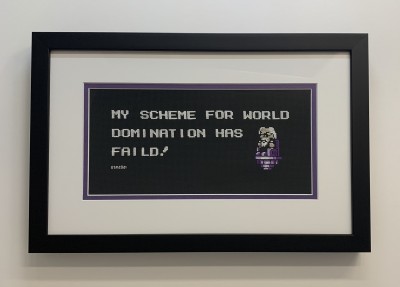 MY SCHEME FOR WORLD
DOMINATION HAS
FAILD!